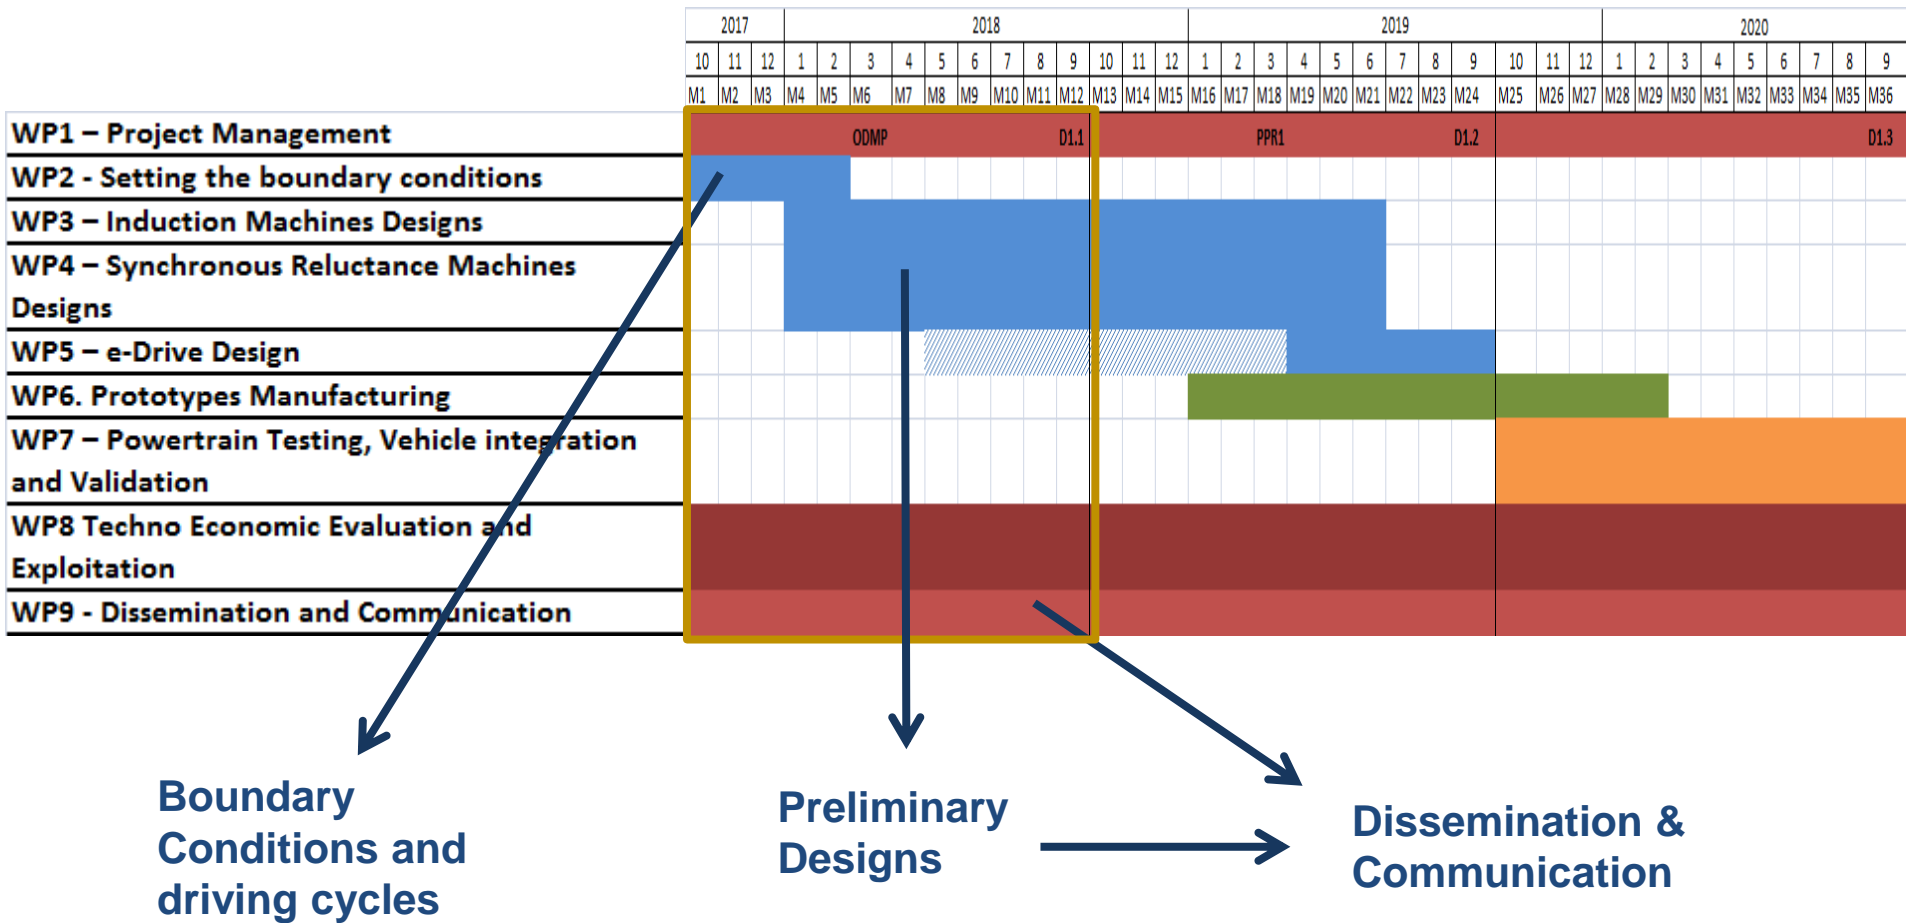 2017 2018 2019 2020
10 11 12 1 2 3 4 5 6 7 8 9 10 11 12 1 2 3 4 5 6 7 8 9 10 11 12 1 2 3 4 5 6 7 8 9
M1 M2 M3 M4 M5 M6 M7 M8 M9 M10 M11 M12 M13 M14 M15 M16 M17 M18 M19 M20 M21 M22 M23 M24 M25 M26 M27 M28 M29 M30 M31 M32 M33 M34 M35 M36
WP1 – Project Management ODMP D1.1 PPR1 D1.2 D1.3
WP2 - Setting the boundary conditions
WP3 – Induction Machines Designs
WP4 – Synchronous Reluctance Machines
Designs
WP5 – e-Drive Design
WP6. Prototypes Manufacturing
WP7 – Powertrain Testing, Vehicle integration
and Validation
WP8 Techno Economic Evaluation and
Exploitation
WP9 - Dissemination and Communication
Boundary
Conditions and
driving cycles
Preliminary
Designs
Dissemination &
Communication